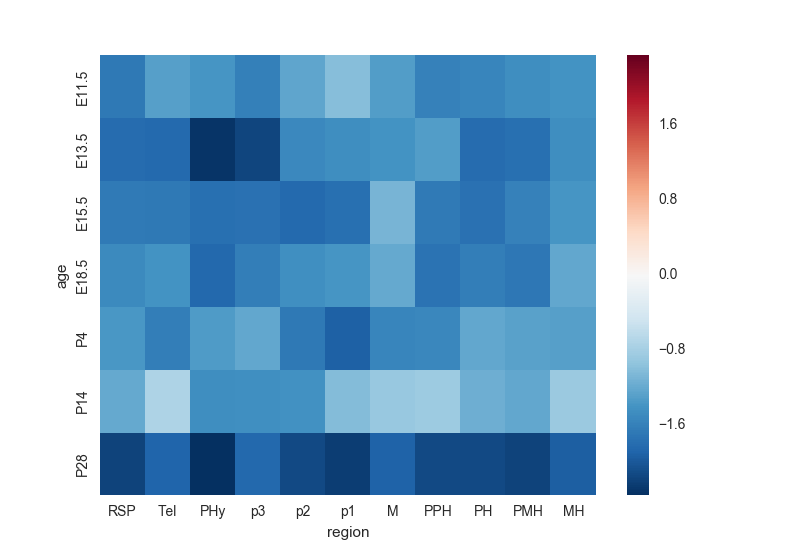 E11.5
E13.5
E15.5
E18.5
P4
P14
P28
age
RSP Tel PHy p3 p2 p1 M PPH PH PMH MH
region
1.6
0.8
0.0
−0.8
−1.6